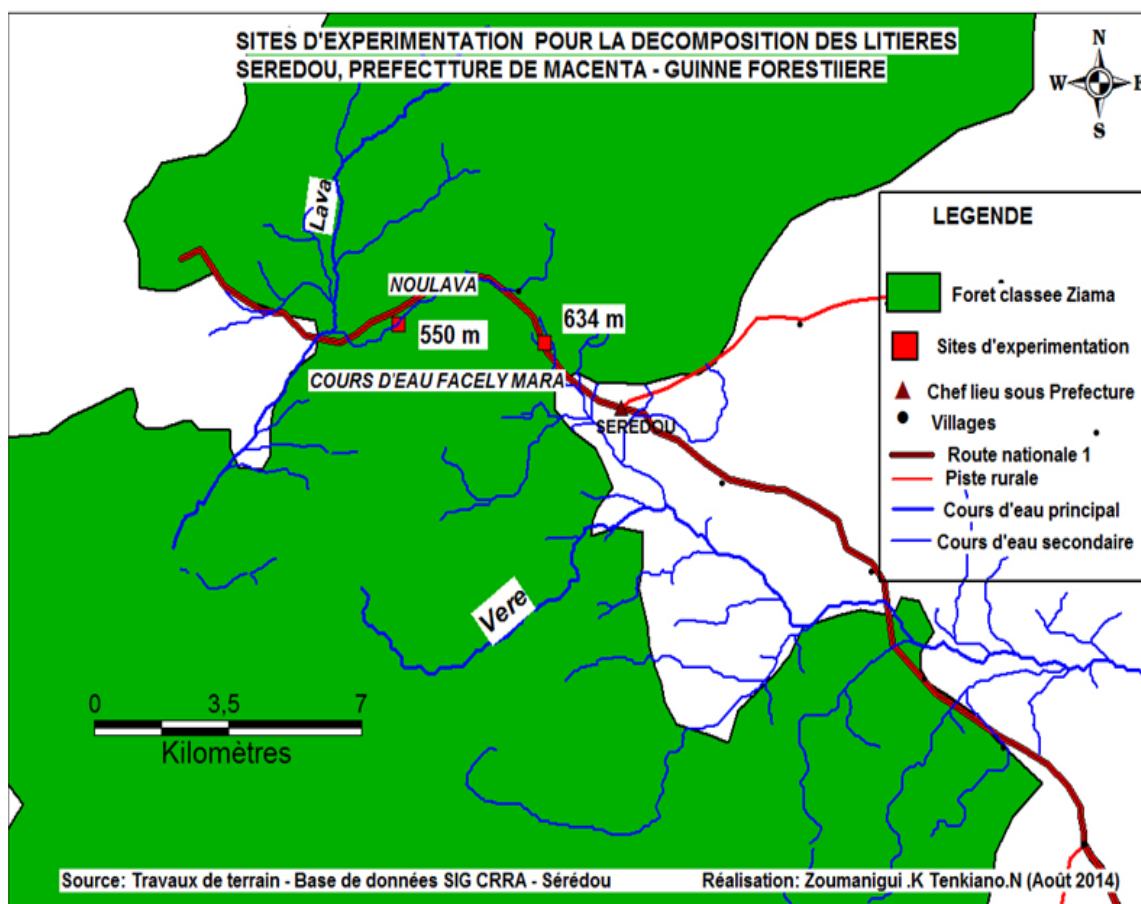 SITES D'EXPERIMENTATION POUR LA DECOMPOSITION DES LITIERES
SEREDOU, PREFECTTURE DE MACENTA - GUINNE FORESTIIERE
N
W
E
S
Lava
NOULAVA
550 m
634 m
COURS D'EAU FACELY MARA
SEREDOU
Vere
LEGENDE
Foret classee Ziama
Sites d'experimentation
Chef lieu sous Prefecture
Villages
Route nationale 1
Piste rurale
Cours d'eau principal
Cours d'eau secondaire
0 3,5 7
Kilomètres
Source: Travaux de terrain - Base de données SIG CRRA - Sérédou
Réalisation: Zoumanigui .K Tenkiano.N (Août 2014)